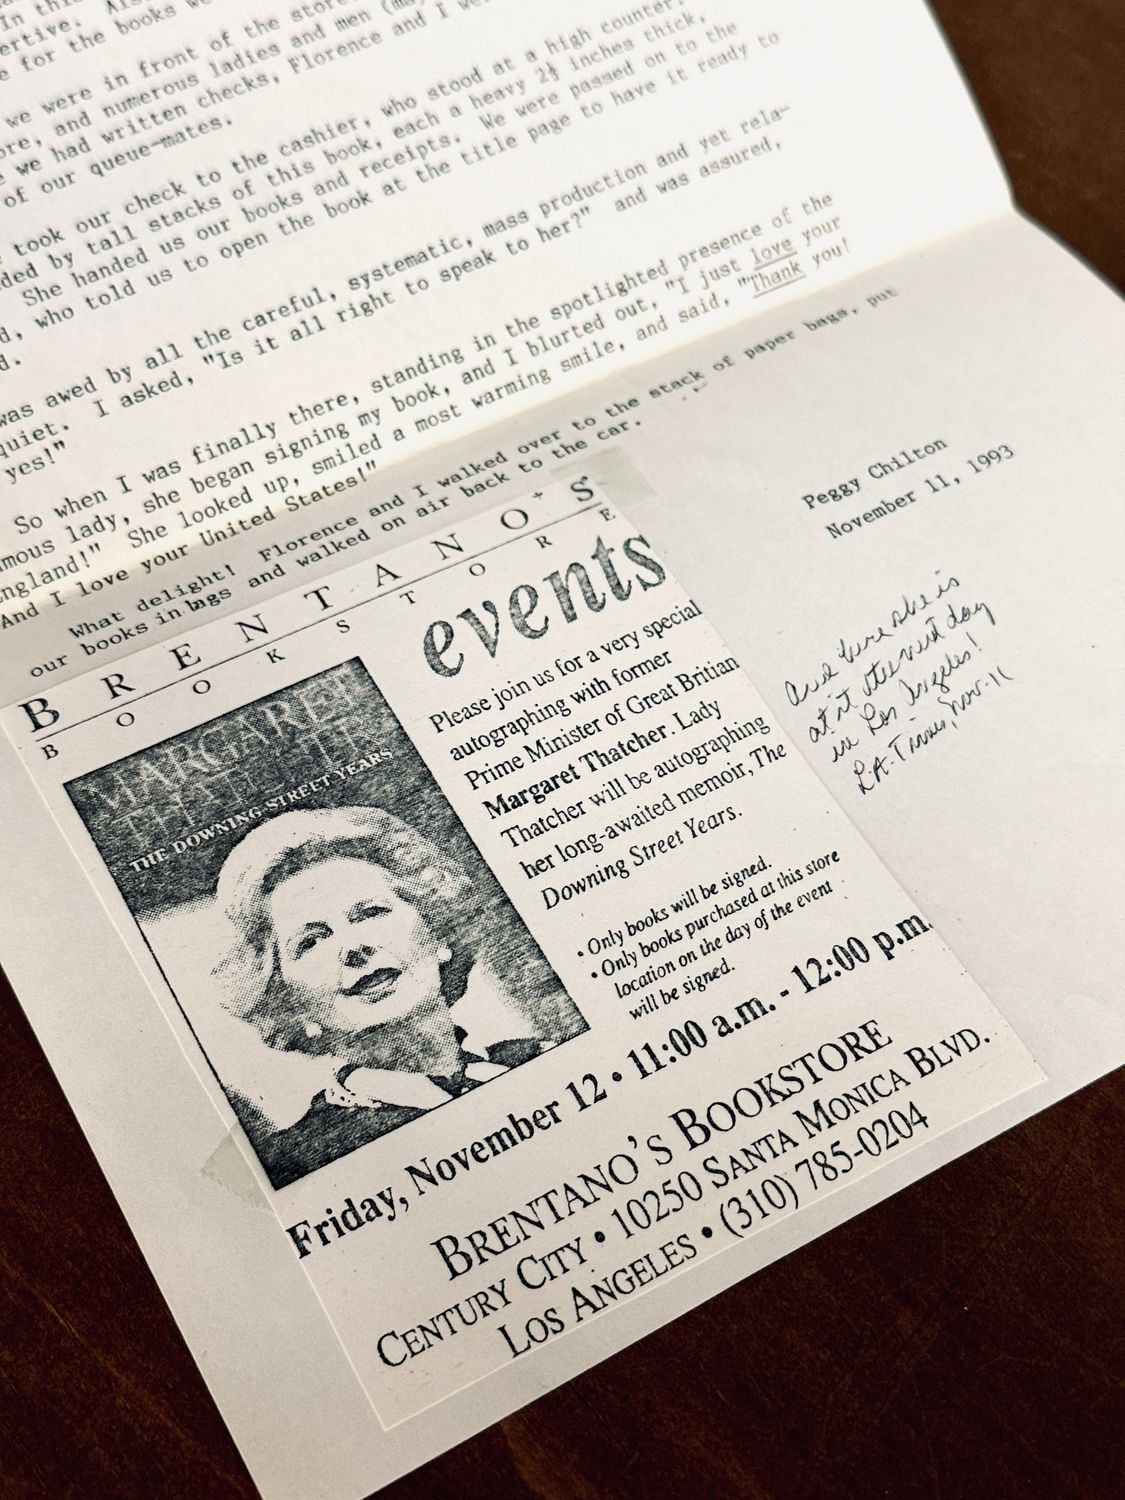 In this
ertive. Als
e for the books we
we were in front of the store
ore, and numerous ladies and men (ma
e we had written checks, Florence and I we
of our queue-mates.
took our check to the cashier, who stood at a high counter,
ded by tall stacks of this book, each a heavy 2½ inches thick,
She handed us our books and receipts. We were passed on to the
d, who told us to open the book at the title page to have it ready to
d.
was awed by all the careful, systematic, mass production and yet rela-
quiet. I asked, "Is it all right to speak to her?" and was assured,
yes!"
So when I was finally there, standing in the spotlighted presence of the
mous lady, she began signing my book, and I blurted out, "I just love your
ngland!" She looked up, smiled a most warming smile, and said, "Thank you!
And I love your United States!"
What delight! Florence and I walked over to the stack of paper bags, put
our books in bags and walked on air back to the car.
Peggy Chilton
November 11, 1993
And here she is
at it the next day
in Los Angeles!
L.A. Times, Nov. 11
BRENTANO'S
BOOKSTORE
events
MARGARET
THATCHER
THE DOWNING STREET YEARS
Please join us for a very special
autographing with former
Prime Minister of Great Britian
Margaret Thatcher. Lady
Thatcher will be autographing
her long-awaited memoir, The
Downing Street Years.
• Only books will be signed.
• Only books purchased at this store
location on the day of the event
will be signed.
Friday, November 12 • 11:00 a.m. - 12:00 p.m.
BRENTANO'S BOOKSTORE
CENTURY CITY • 10250 SANTA MONICA BLVD.
LOS ANGELES • (310) 785-0204